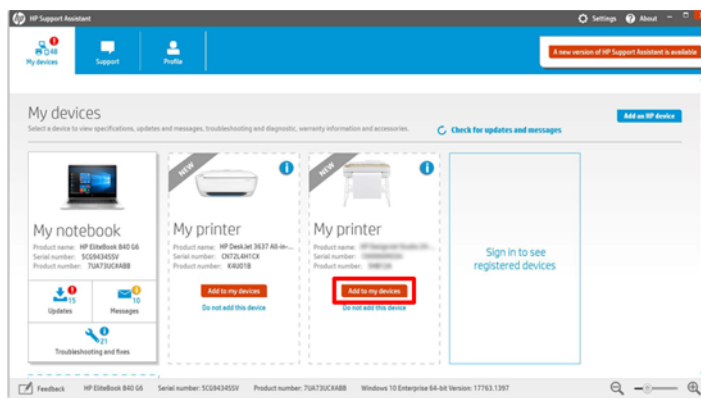 hp HP Support Assistant
Settings ? About
48
My devices
Support
Profile
A new version of HP Support Assistant is available
My devices
Select a device to view specifications, updates and messages, troubleshooting and diagnostic, warranty information and accessories.
Check for updates and messages
Add an HP device
My notebook
Product name: HP EliteBook 840 G6
Serial number: SCG943455V
Product number: 7UA73UC#ABB
15
Updates
10
Messages
21
Troubleshooting and fixes
NEW
My printer
Product name: HP DeskJet 3637 All-in-...
Serial number: CN72L4H1CX
Product number: K4U01B
Add to my devices
Do not add this device
NEW
My printer
Product name:
Serial number:
Product number:
Add to my devices
Do not add this device
Sign in to see
registered devices
Feedback HP EliteBook 840 G6 Serial number: SCG943455V Product number: 7UA73UC#ABB Windows 10 Enterprise 64-bit Version: 17763.1397